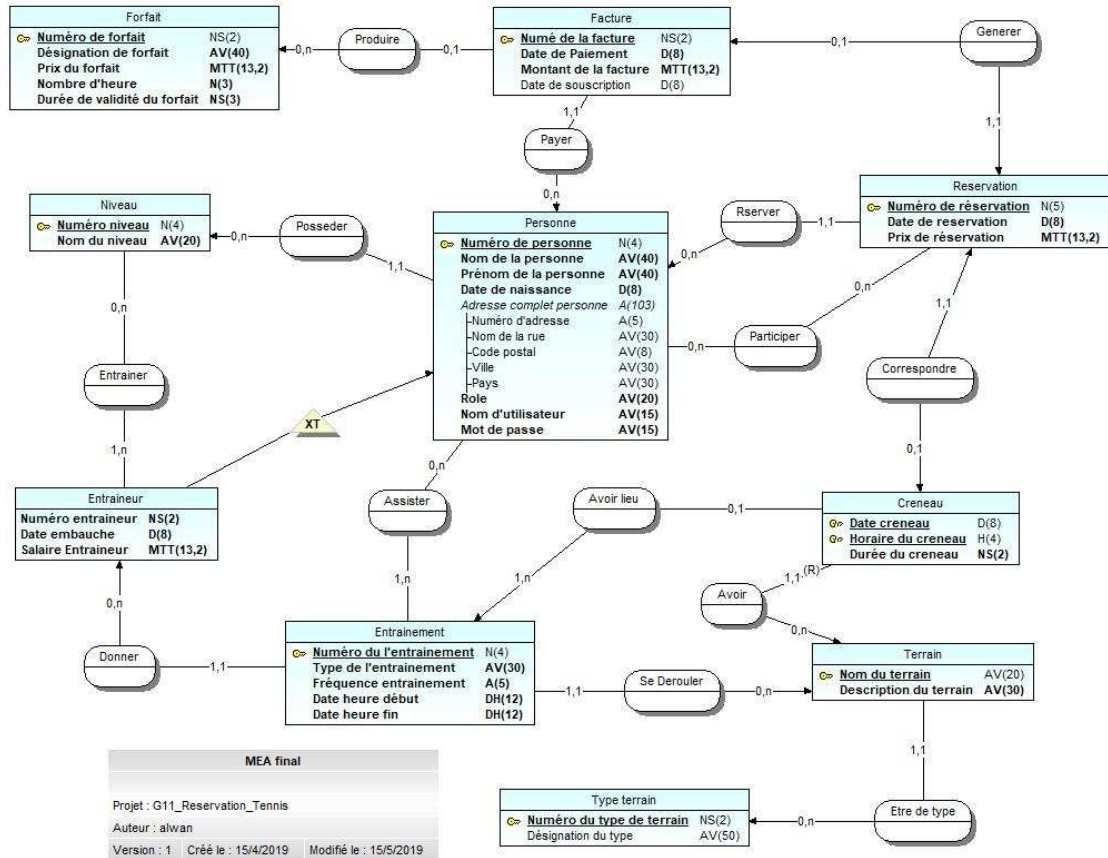 Forfait
Numéro de forfait NS(2)
Désignation de forfait AV(40)
Prix du forfait MTT(13,2)
Nombre d'heure N(3)
Durée de validité du forfait NS(3)
0,n
Produire
0,1
Facture
Numé de la facture NS(2)
Date de Paiement D(8)
Montant de la facture MTT(13,2)
Date de souscription D(8)
0,1
Generer
1,1
1,1
Payer
0,n
Reservation
Numéro de réservation N(5)
Date de reservation D(8)
Prix de réservation MTT(13,2)
Niveau
Numéro niveau N(4)
Nom du niveau AV(20)
0,n
Posseder
1,1
Personne
Numéro de personne N(4)
Nom de la personne AV(40)
Prénom de la personne AV(40)
Date de naissance D(8)
Adresse complet personne A(103)
Numéro d'adresse A(5)
Nom de la rue AV(30)
Code postal AV(8)
Ville AV(30)
Pays AV(30)
Role AV(20)
Nom d'utilisateur AV(15)
Mot de passe AV(15)
Rserver
1,1
0,n
0,n
Participer
0,n
1,1
Correspondre
0,1
0,n
Entrainer
1,n
XT
Entraineur
Numéro entraineur NS(2)
Date embauche D(8)
Salaire Entraineur MTT(13,2)
0,n
Assister
1,n
Avoir lieu
0,1
1,n
Creneau
Date creneau D(8)
Horaire du creneau H(4)
Durée du creneau NS(2)
1,1 (R)
Avoir
0,n
0,n
Donner
1,1
Entrainement
Numéro du l'entrainement N(4)
Type de l'entrainement AV(30)
Fréquence entrainement A(5)
Date heure début DH(12)
Date heure fin DH(12)
1,1
Se Derouler
0,n
Terrain
Nom du terrain AV(20)
Description du terrain AV(30)
1,1
Etre de type
0,n
Type terrain
Numéro du type de terrain NS(2)
Désignation du type AV(50)
MEA final
Projet : G11_Reservation_Tennis
Auteur : alwan
Version : 1 Créé le : 15/4/2019 Modifié le : 15/5/2019